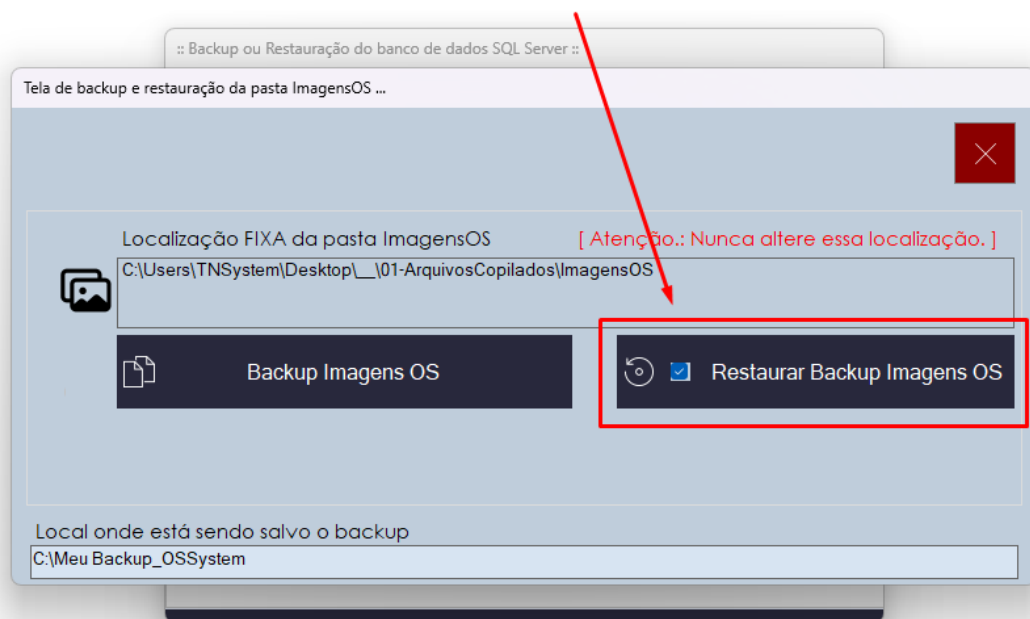 :: Backup ou Restauração do banco de dados SQL Server ::
Tela de backup e restauração da pasta ImagensOS ...
Localização FIXA da pasta ImagensOS [ Atenção.: Nunca altere essa localização. ]
C:\Users\TNSystem\Desktop\__\01-ArquivosCopilados\ImagensOS
Backup Imagens OS Restaurar Backup Imagens OS
Local onde está sendo salvo o backup
C:\Meu Backup_OSSystem